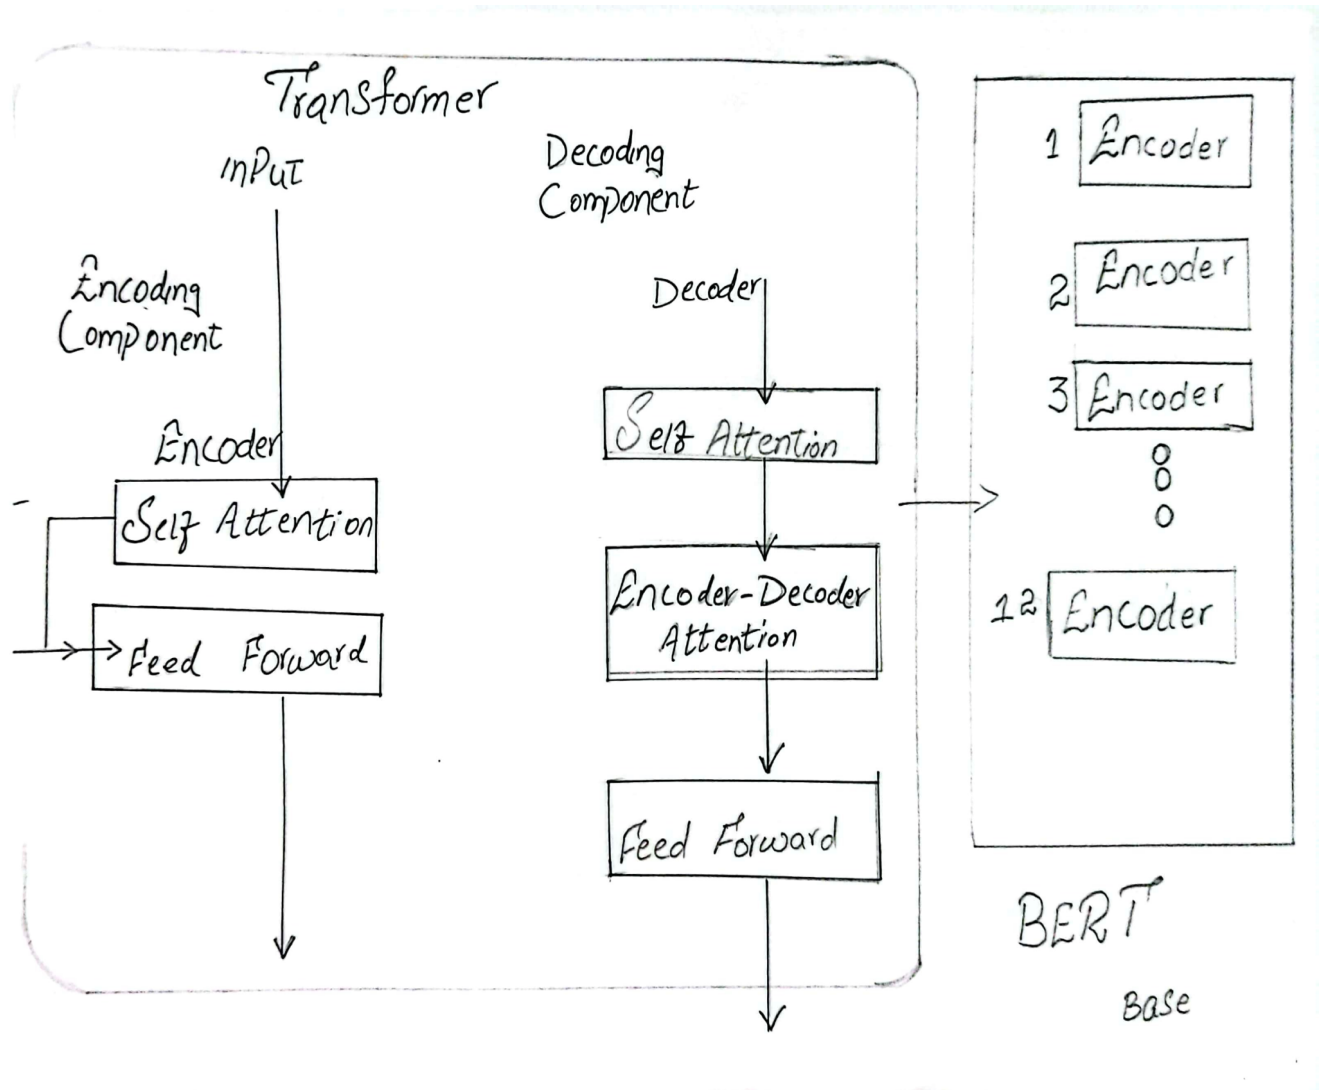 Transformer
InPut
Encoding
Component
Encoder
Self Attention
Feed Forward
Decoding
Component
Decoder
Self Attention
Encoder-Decoder
Attention
Feed Forward
1 Encoder
2 Encoder
3 Encoder
12 Encoder
BERT
Base